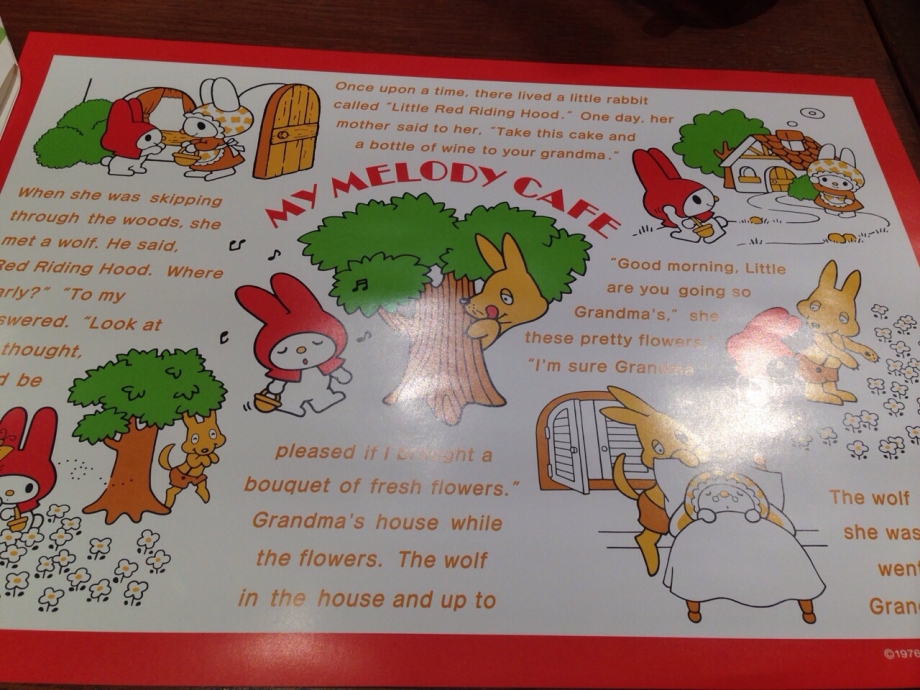 Once upon a time, there lived a little rabbit
called "Little Red Riding Hood." One day, her
mother said to her, "Take this cake and
a bottle of wine to your grandma."
MY MELODY CAFE
When she was skipping
through the woods, she
met a wolf. He said,
Red Riding Hood. Where
"To my
"Look at
thought,
be
"Good morning, Little
are you going so
Grandma's," she
these pretty flowers
"I'm sure Grandma
pleased if I brought a
bouquet of fresh flowers."
Grandma's house while
the flowers. The wolf
in the house and up to
The wolf
she was
went
©1976